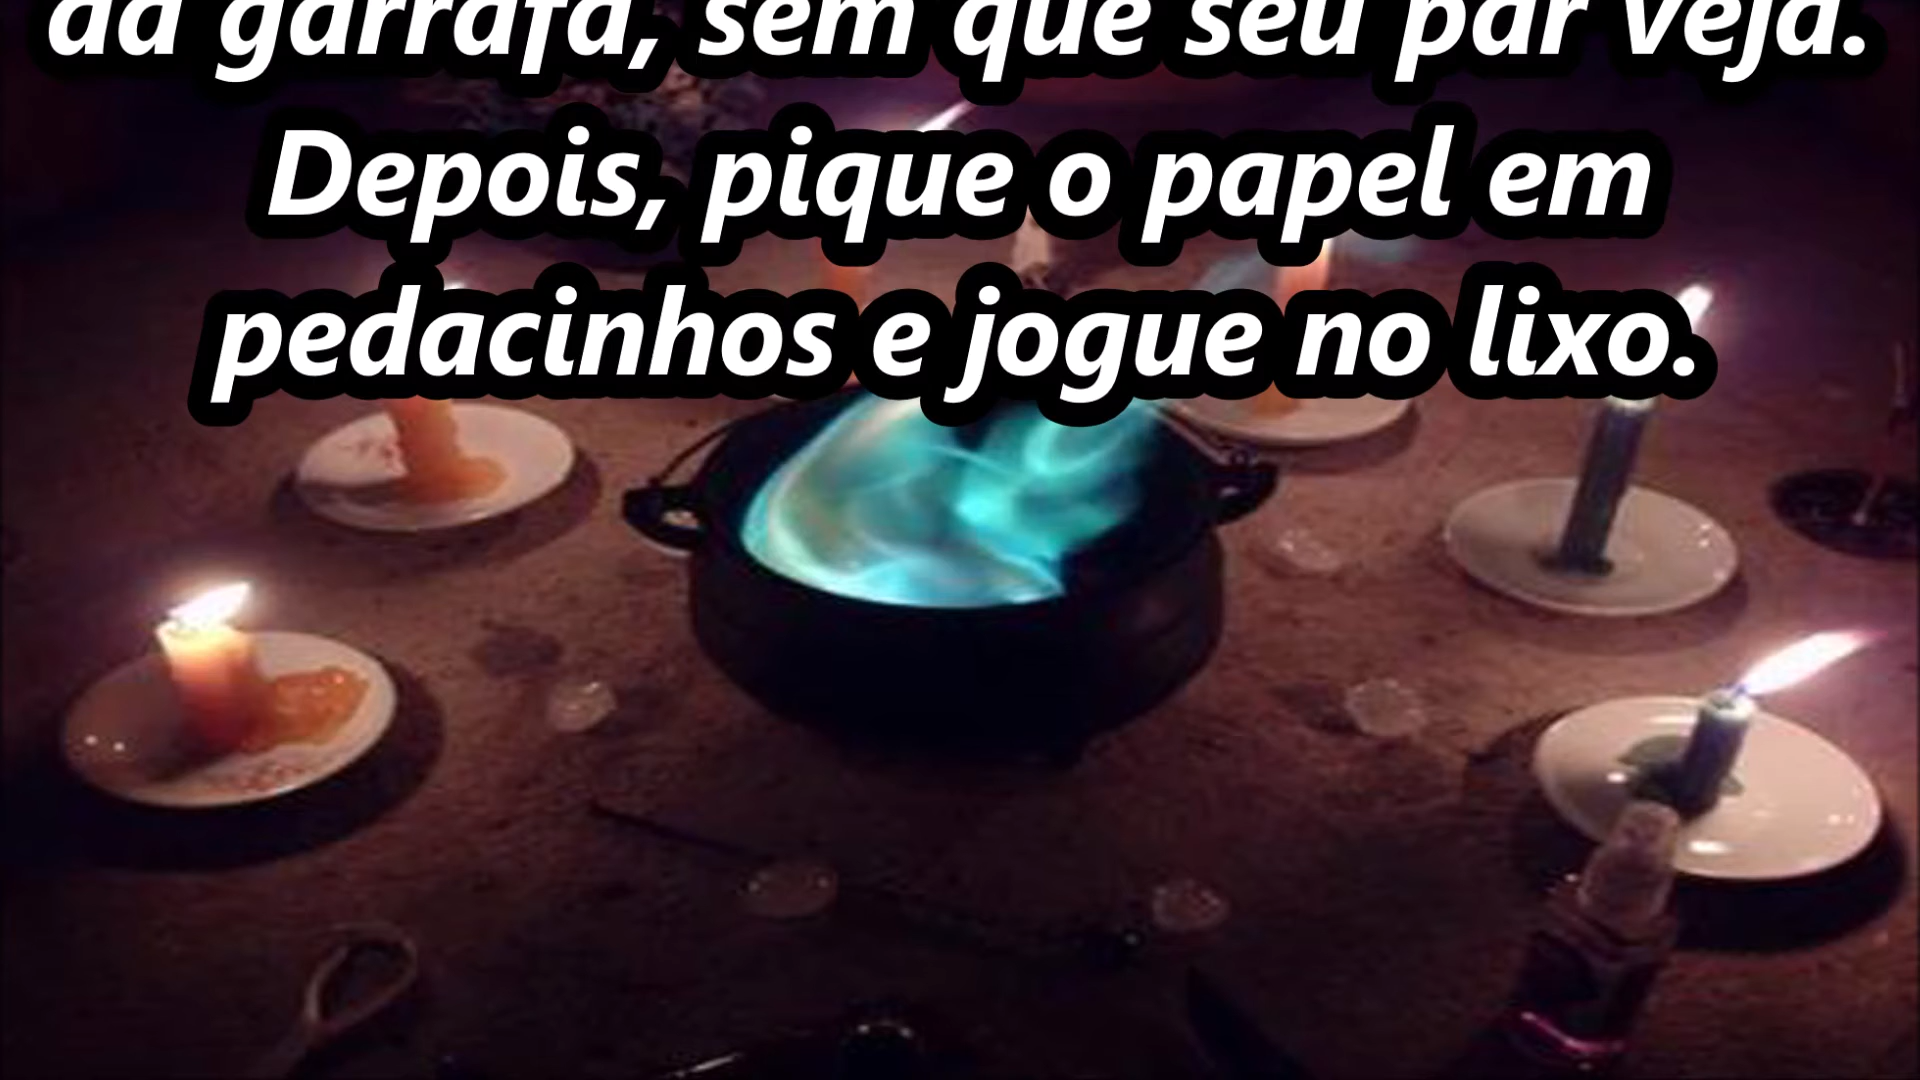 da garrafa, sem que seu par veja.
Depois, pique o papel em
pedacinhos e jogue no lixo.